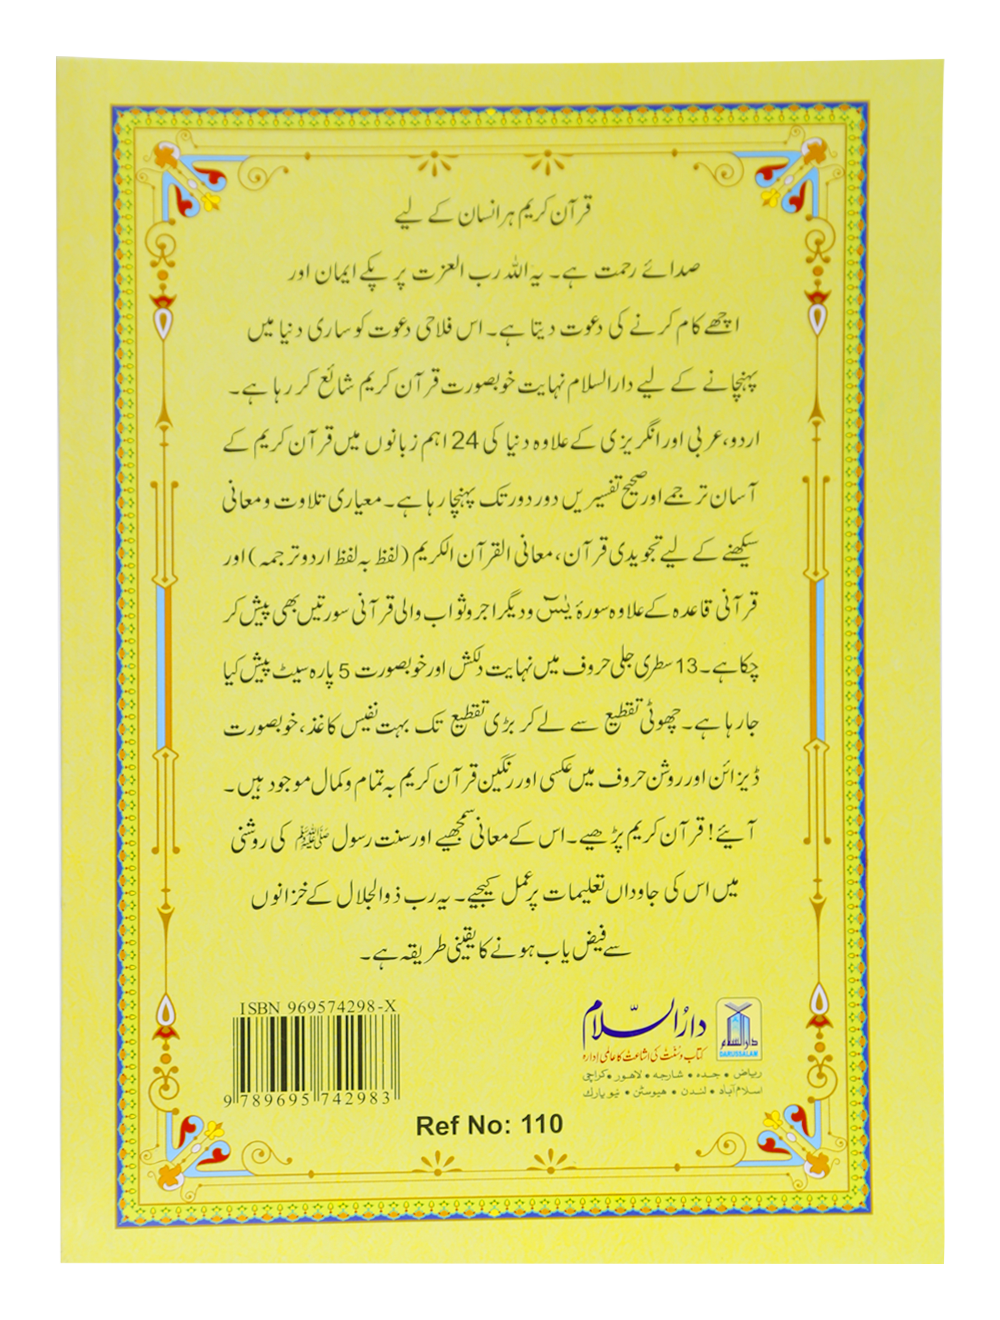 قرآن کریم ہر انسان کے لیے
صدائے رحمت ہے۔ یہ اللہ رب العزت پر پکے ایمان اور
اچھے کام کرنے کی دعوت دیتا ہے۔ اس فلاحی دعوت کو ساری دنیا میں
پہنچانے کے لیے دارالسلام نہایت خوبصورت قرآن کریم شائع کر رہا ہے۔
اردو، عربی اور انگریزی کے علاوہ دنیا کی 24 اہم زبانوں میں قرآن کریم کے
آسان ترجمے اور صحیح تفسیریں دور دور تک پہنچا رہا ہے۔ معیاری تلاوت و معانی
سیکھنے کے لیے تجویدی قرآن، معانی القرآن الکریم (لفظ بہ لفظ اردو ترجمہ) اور
قرآنی قاعدہ کے علاوہ سورۂ یٰسٓ و دیگر اجر و ثواب والی قرآنی سورتیں بھی پیش کر
چکا ہے۔ 13 سطری جلی حروف میں نہایت دلکش اور خوبصورت 5 پارہ سیٹ پیش کیا
جا رہا ہے۔ چھوٹی تقطیع سے لے کر بڑی تقطیع تک بہت نفیس کاغذ، خوبصورت
ڈیزائن اور روشن حروف میں عکسی اور رنگین قرآن کریم بہ تمام و کمال موجود ہیں۔
آیئے! قرآن کریم پڑھیے۔ اس کے معانی سمجھیے اور سنت رسول ﷺ کی روشنی
میں اس کی جاوداں تعلیمات پر عمل کیجیے۔ یہ رب ذوالجلال کے خزانوں
سے فیض یاب ہونے کا یقینی طریقہ ہے۔
دارُالسّلام
کتاب و سنت کی اشاعت کا عالمی ادارہ
ریاض • جدہ • شارجہ • لاہور • کراچی
اسلام آباد • لندن • ہیوسٹن • نیو یارک
دارالسلام
DARUSSALAM
ISBN 969574298-X
9 789695 742983
Ref No: 110